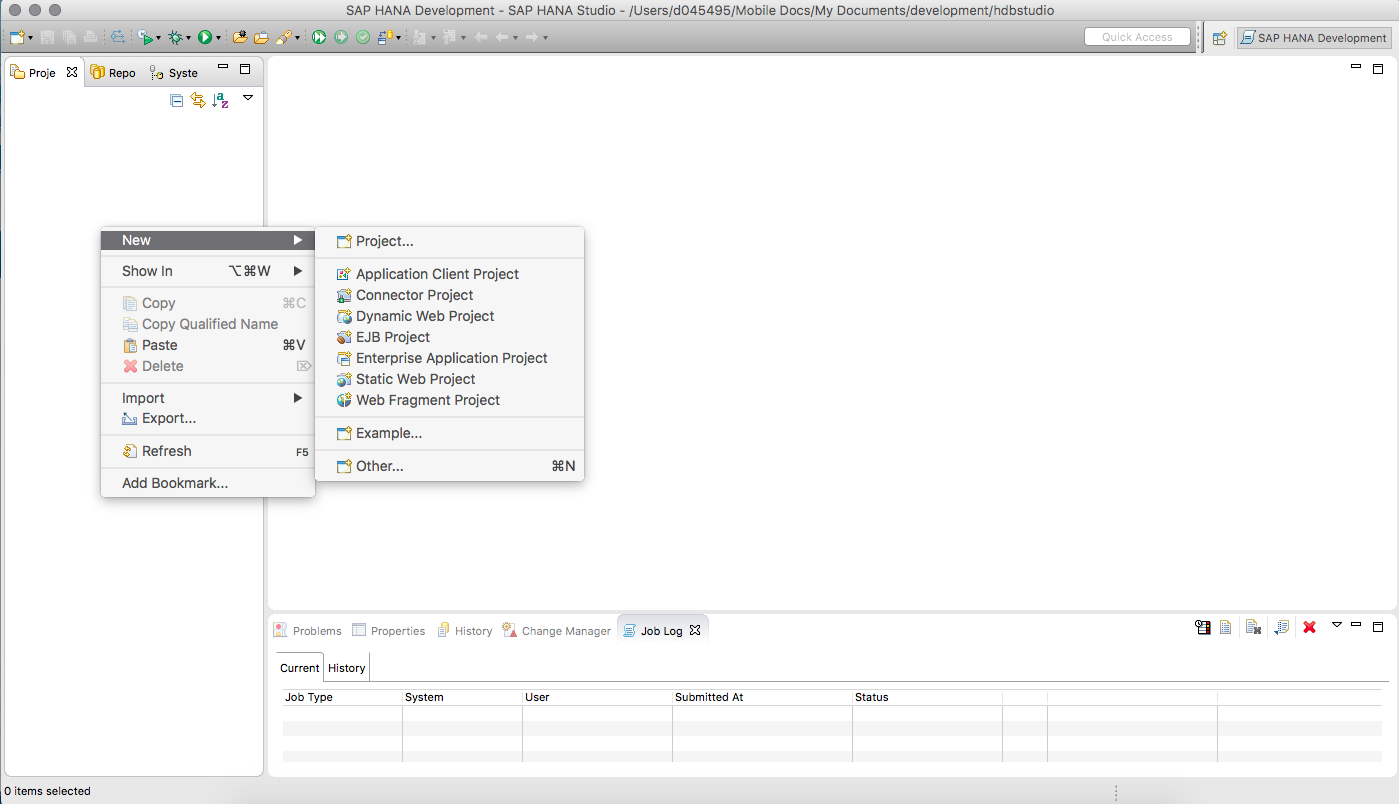 SAP HANA Development - SAP HANA Studio - /Users/d045495/Mobile Docs/My Documents/development/hdbstudio
Quick Access
SAP HANA Development
Proje
Repo
Syste
New
Show In ⌥⌘W
Copy ⌘C
Copy Qualified Name
Paste ⌘V
Delete ⌦
Import
Export...
Refresh F5
Add Bookmark...
Project...
Application Client Project
Connector Project
Dynamic Web Project
EJB Project
Enterprise Application Project
Static Web Project
Web Fragment Project
Example...
Other... ⌘N
Problems Properties History Change Manager Job Log
Current History
Job Type System User Submitted At Status
0 items selected